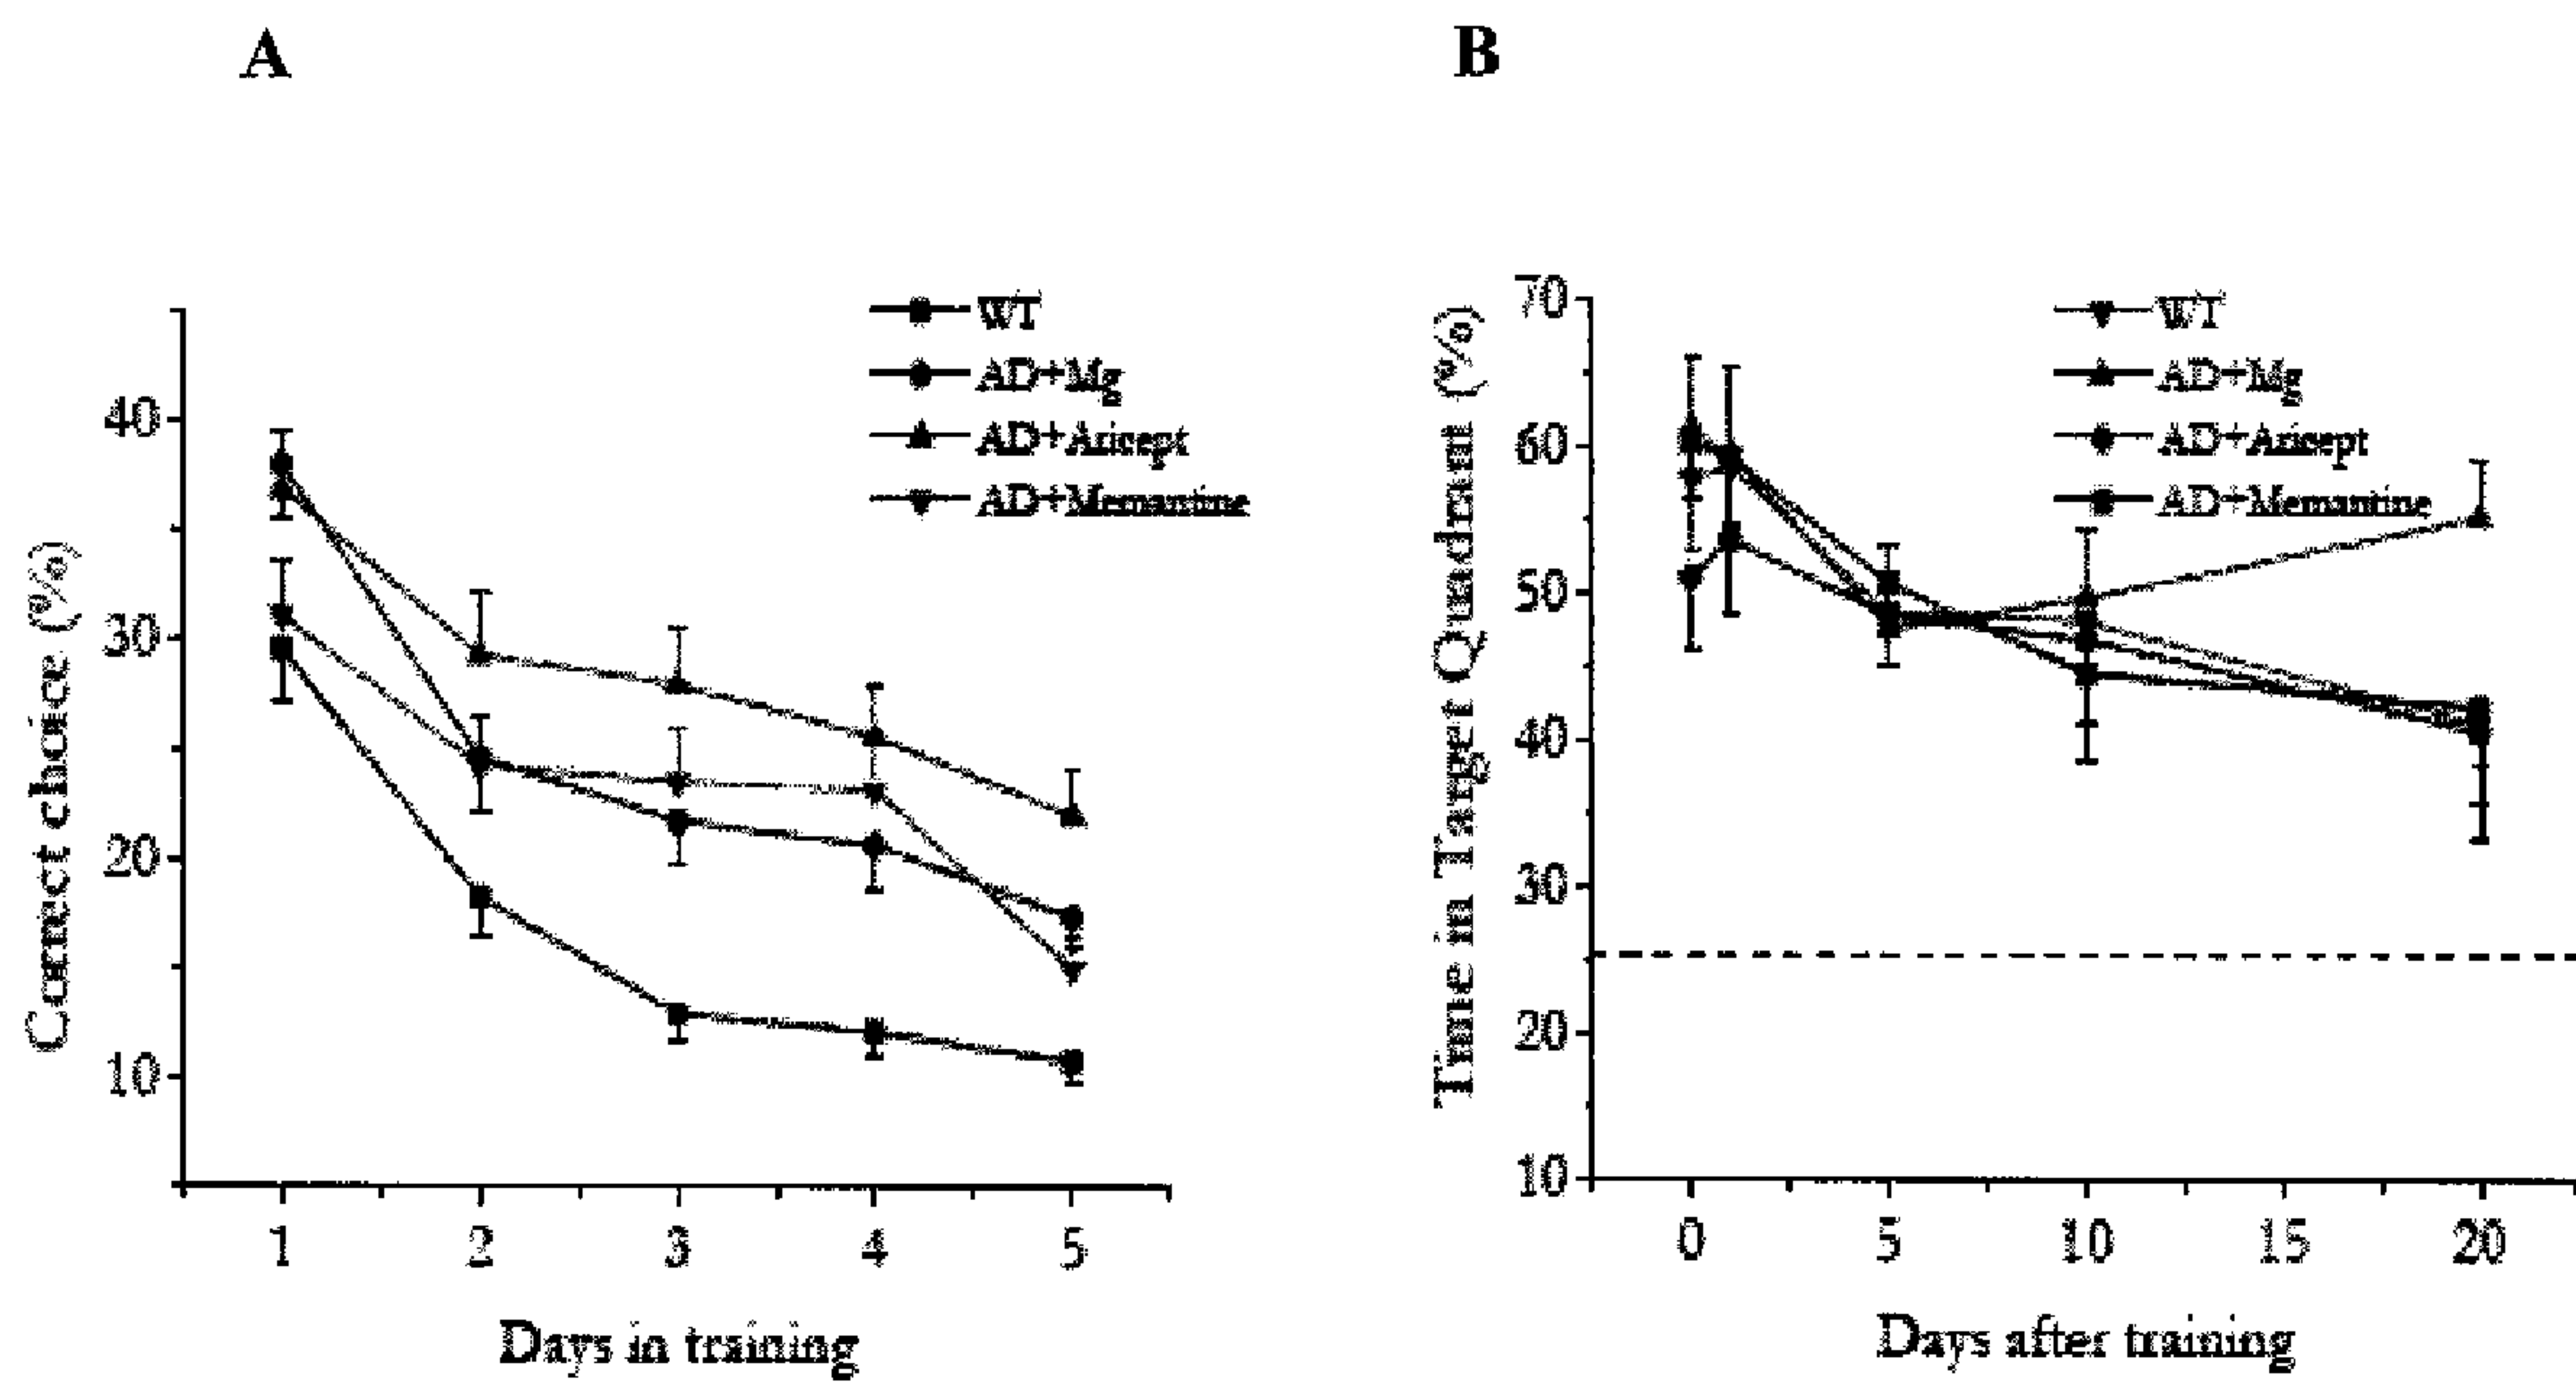 A
B
Correct choice (%)
40
30
20
10
1 2 3 4 5
Days in training
WT
AD+Mg
AD+Aricept
AD+Memantine
Time in Target Quadrant (%)
70
60
50
40
30
20
10
0 5 10 15 20
Days after training
WT
AD+Mg
AD+Aricept
AD+Memantine